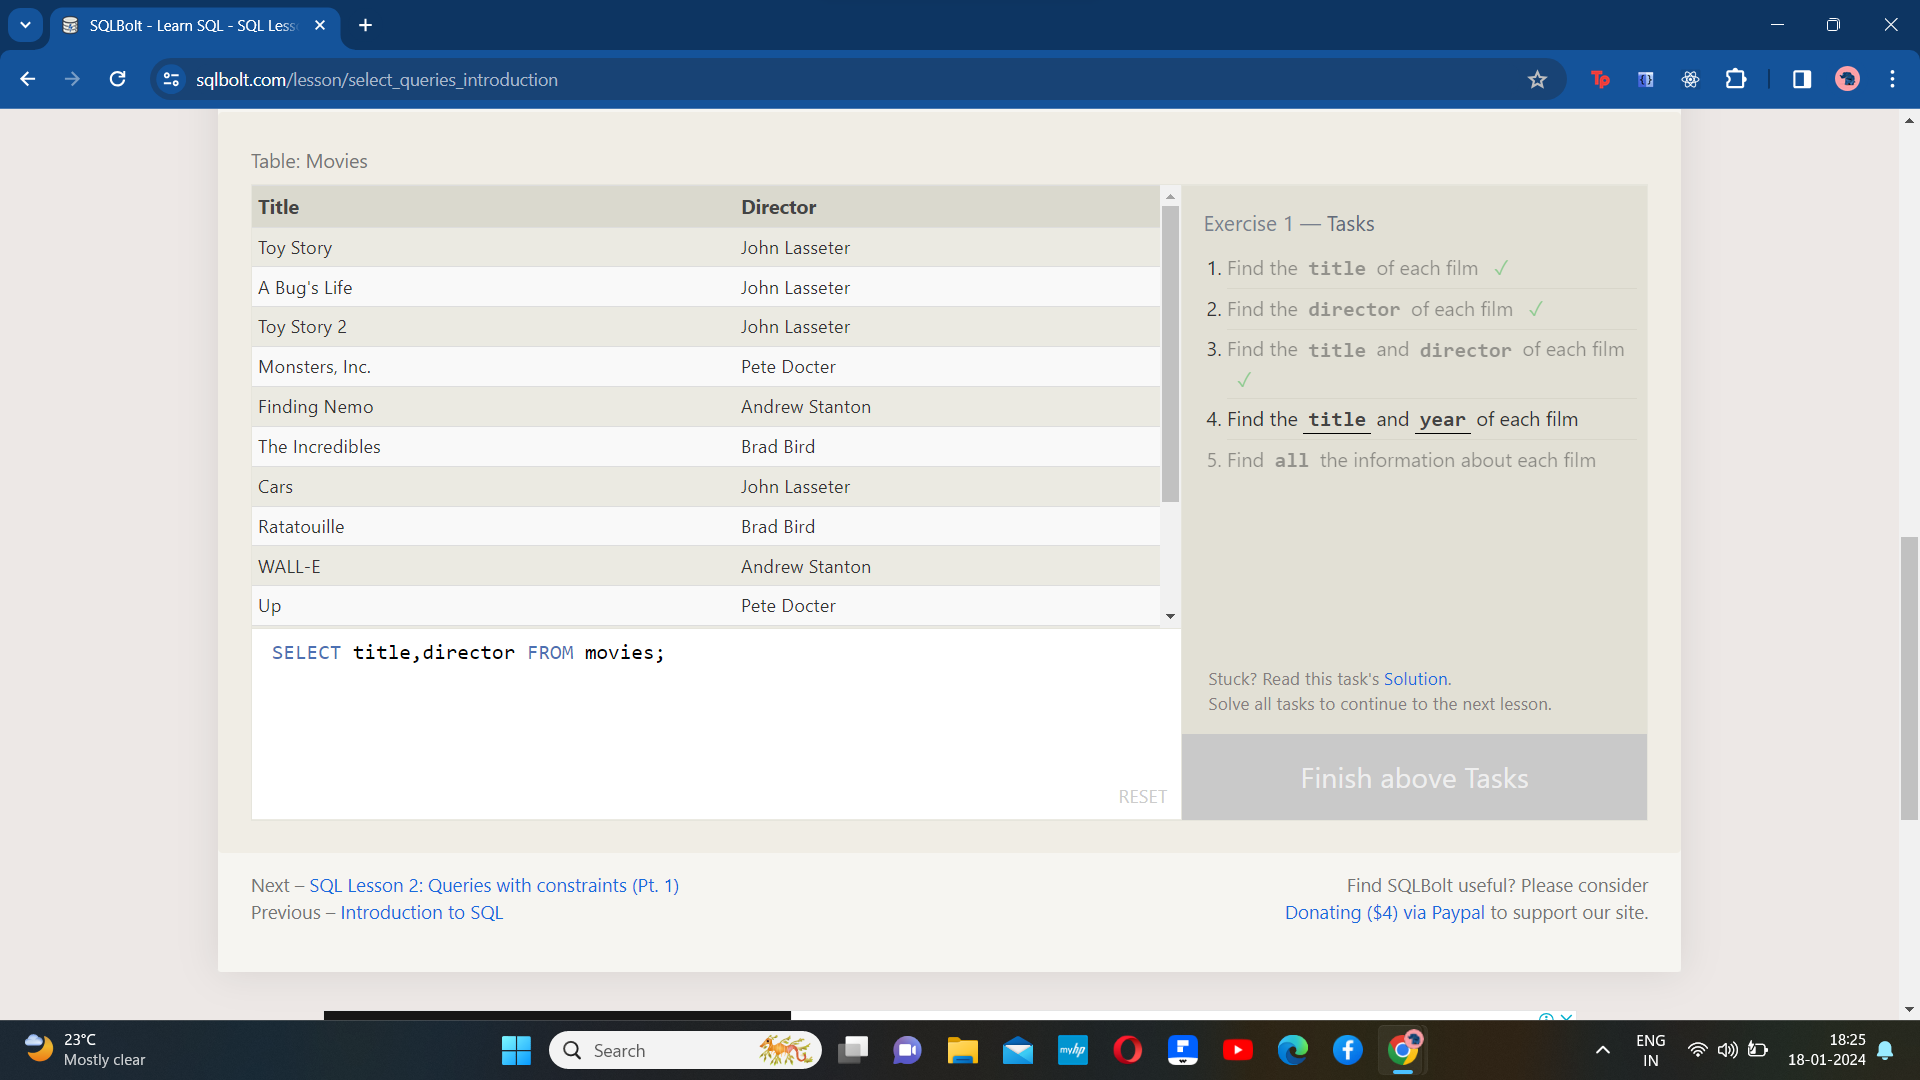 SQLBolt - Learn SQL - SQL Less
sqlbolt.com/lesson/select_queries_introduction
Tp
Table: Movies
Title Director
Toy Story John Lasseter
A Bug's Life John Lasseter
Toy Story 2 John Lasseter
Monsters, Inc. Pete Docter
Finding Nemo Andrew Stanton
The Incredibles Brad Bird
Cars John Lasseter
Ratatouille Brad Bird
WALL-E Andrew Stanton
Up Pete Docter
SELECT title,director FROM movies;
RESET
Exercise 1 — Tasks
1. Find the title of each film ✓
2. Find the director of each film ✓
3. Find the title and director of each film
✓
4. Find the title and year of each film
5. Find all the information about each film
Stuck? Read this task's Solution.
Solve all tasks to continue to the next lesson.
Finish above Tasks
Next – SQL Lesson 2: Queries with constraints (Pt. 1)
Previous – Introduction to SQL
Find SQLBolt useful? Please consider
Donating ($4) via Paypal to support our site.
23°C
Mostly clear
Search
myhp
ENG
IN
18:25
18-01-2024